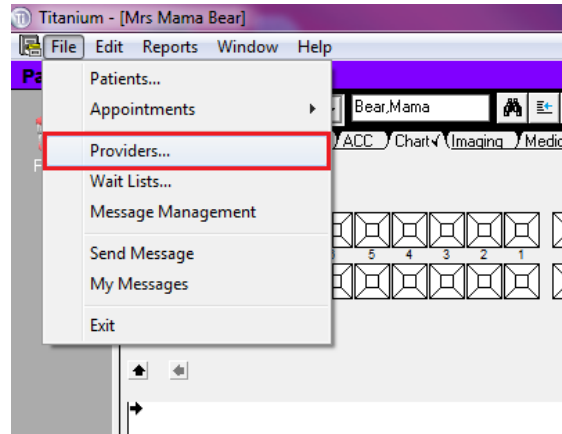 Titanium - [Mrs Mama Bear]
File Edit Reports Window Help
Patients...
Appointments
Bear,Mama
Providers...
ACC Chart√ Imaging Medic
Wait Lists...
Message Management
5 4 3 2 1
Send Message
My Messages
Exit